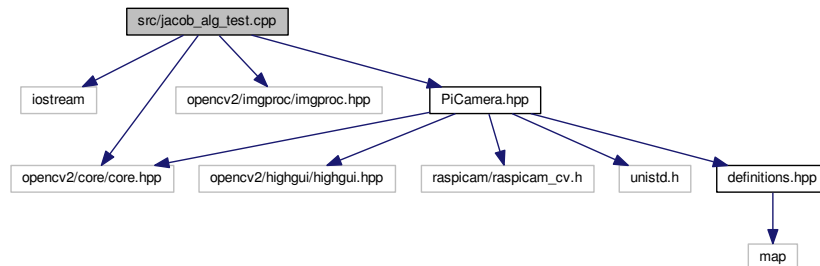 src/jacob_alg_test.cpp
iostream
opencv2/imgproc/imgproc.hpp
PiCamera.hpp
opencv2/core/core.hpp
opencv2/highgui/highgui.hpp
raspicam/raspicam_cv.h
unistd.h
definitions.hpp
map